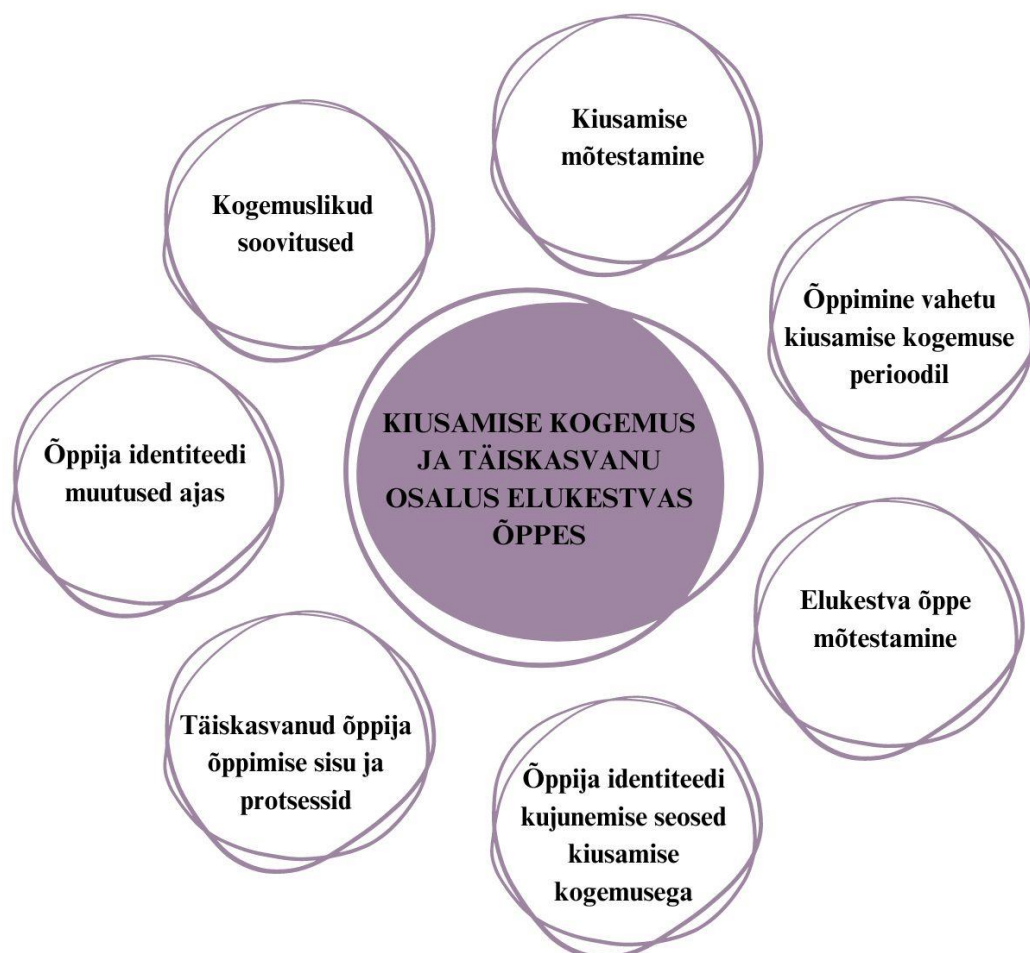 Kiusamise
mõtestamine
Kogemuslikud
soovitused
Õppimine vahetu
kiusamise kogemuse
perioodil
KIUSAMISE KOGEMUS
JA TÄISKASVANU
OSALUS ELUKESTVAS
ÕPPES
Õppija identiteedi
muutused ajas
Elukestva õppe
mõtestamine
Täiskasvanud õppija
õppimise sisu ja
protsessid
Õppija identiteedi
kujunemise seosed
kiusamise
kogemusega